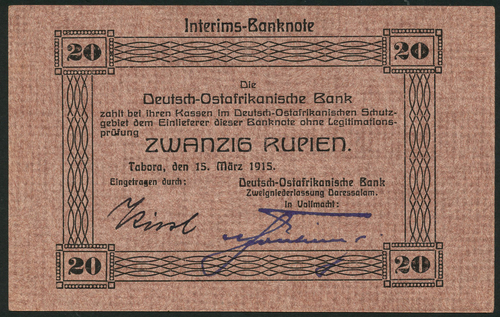 Interims-Banknote
20 20
Die
Deutsch-Ostafrikanische Bank
zahlt bei ihren Kassen im Deutsch-Ostafrikanischen Schutz-
gebiet dem Einlieferer dieser Banknote ohne Legitimations-
prüfung
ZWANZIG RUPIEN.
Tabora, den 15. März 1915.
Eingetragen durch:
Deutsch-Ostafrikanische Bank
Zweigniederlassung Daressalam.
In Vollmacht:
20 20